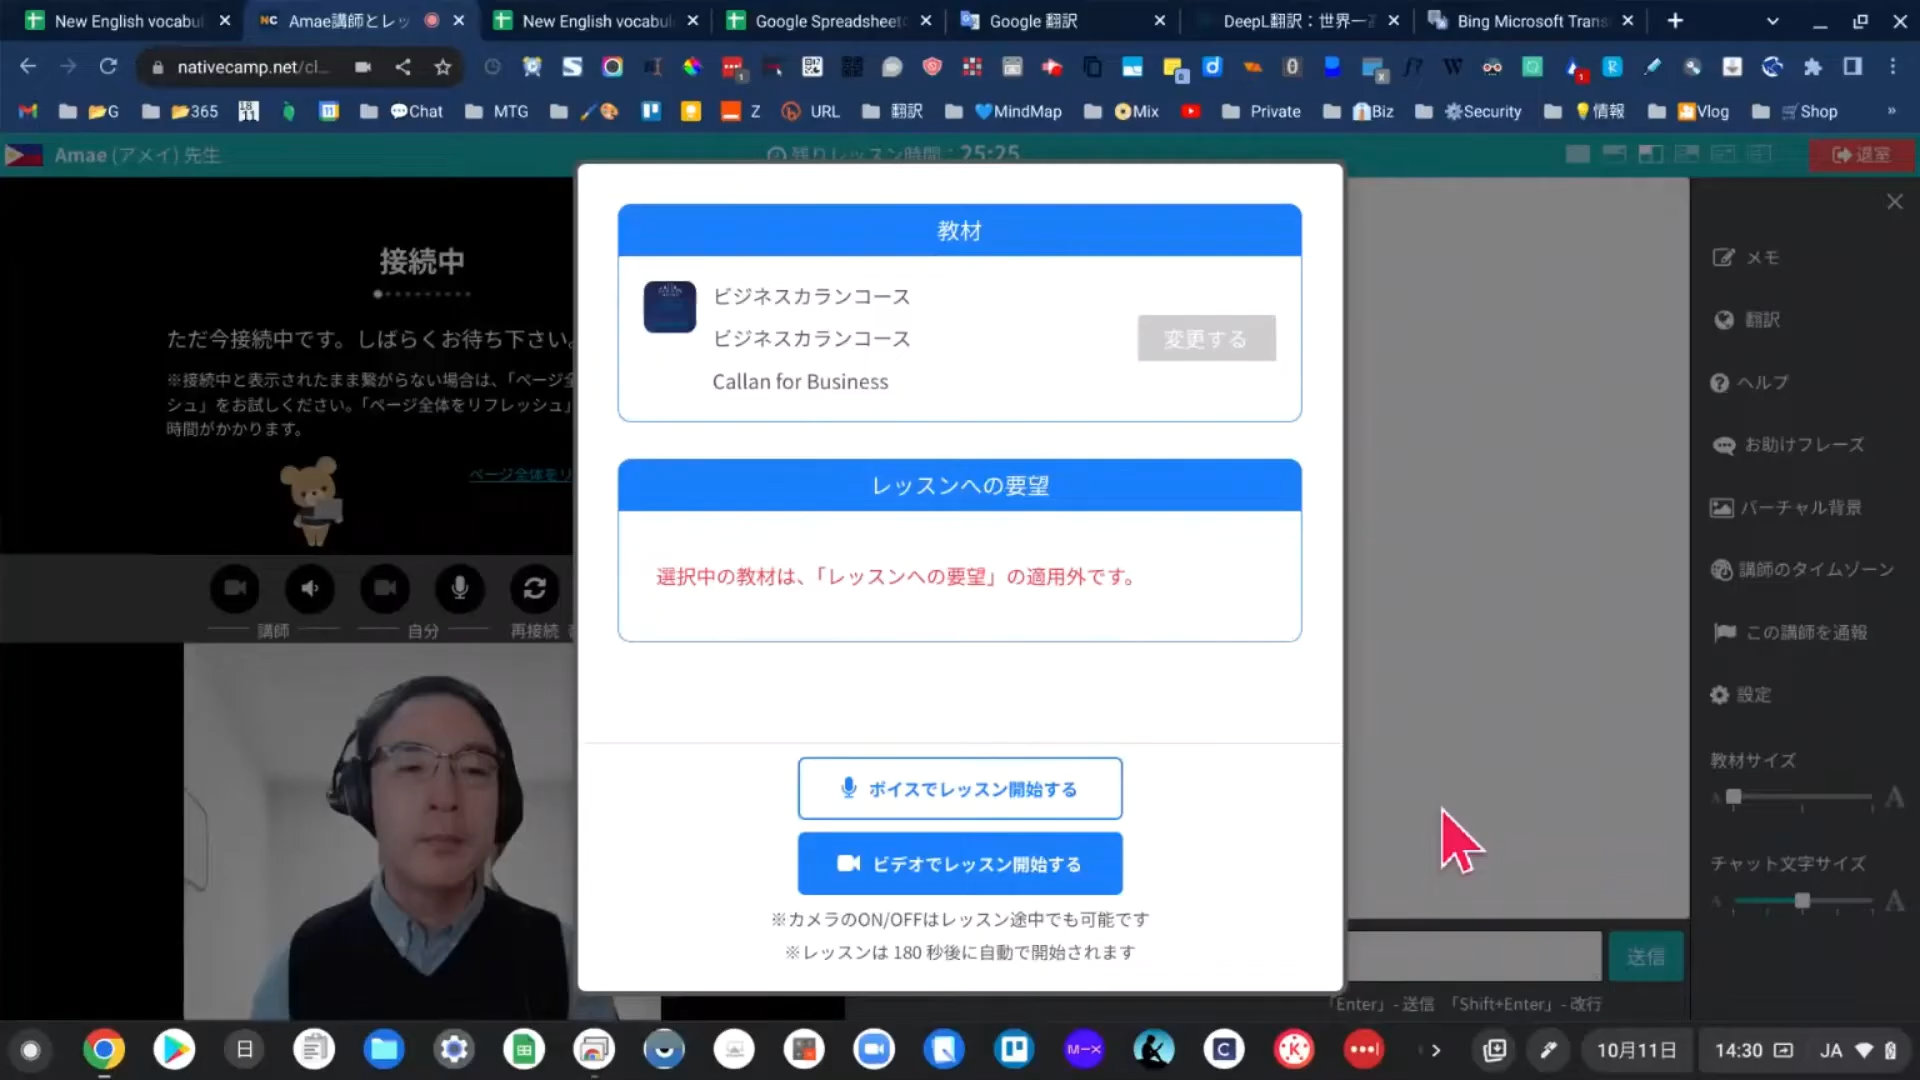 New English vocabul
Amae講師とレッ
New English vocabul
Google Spreadsheet
Google 翻訳
DeepL翻訳：世界一
Bing Microsoft Trans
nativecamp.net/cl...
G
365
Chat
MTG
Z
URL
翻訳
MindMap
Mix
Private
Biz
Security
情報
Vlog
Shop
»
Amae (アメイ) 先生
残りレッスン時間：25:25
退室
接続中
ただ今接続中です。しばらくお待ち下さい。
※接続中と表示されたまま繋がらない場合は、「ページ全
シュ」をお試しください。「ページ全体をリフレッシュ」
時間がかかります。
ページ全体をリ
講師
自分
再接続
教材
ビジネスカランコース
ビジネスカランコース
Callan for Business
変更する
レッスンへの要望
選択中の教材は、「レッスンへの要望」の適用外です。
ボイスでレッスン開始する
ビデオでレッスン開始する
※カメラのON/OFFはレッスン途中でも可能です
※レッスンは 180 秒後に自動で開始されます
メモ
翻訳
ヘルプ
お助けフレーズ
バーチャル背景
講師のタイムゾーン
この講師を通報
設定
教材サイズ
A A
チャット文字サイズ
A A
送信
「Enter」- 送信 「Shift+Enter」- 改行
10月11日
14:30
JA